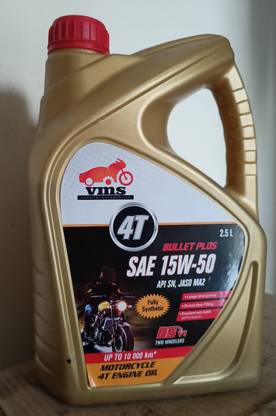 vms
4T
BULLET PLUS
2.5 L
SAE 15W-50
API SN, JASO MA2
Fully
Synthetic
TWO WHEELERS
UP TO 10 000 km*
MOTORCYCLE
4T ENGINE OIL